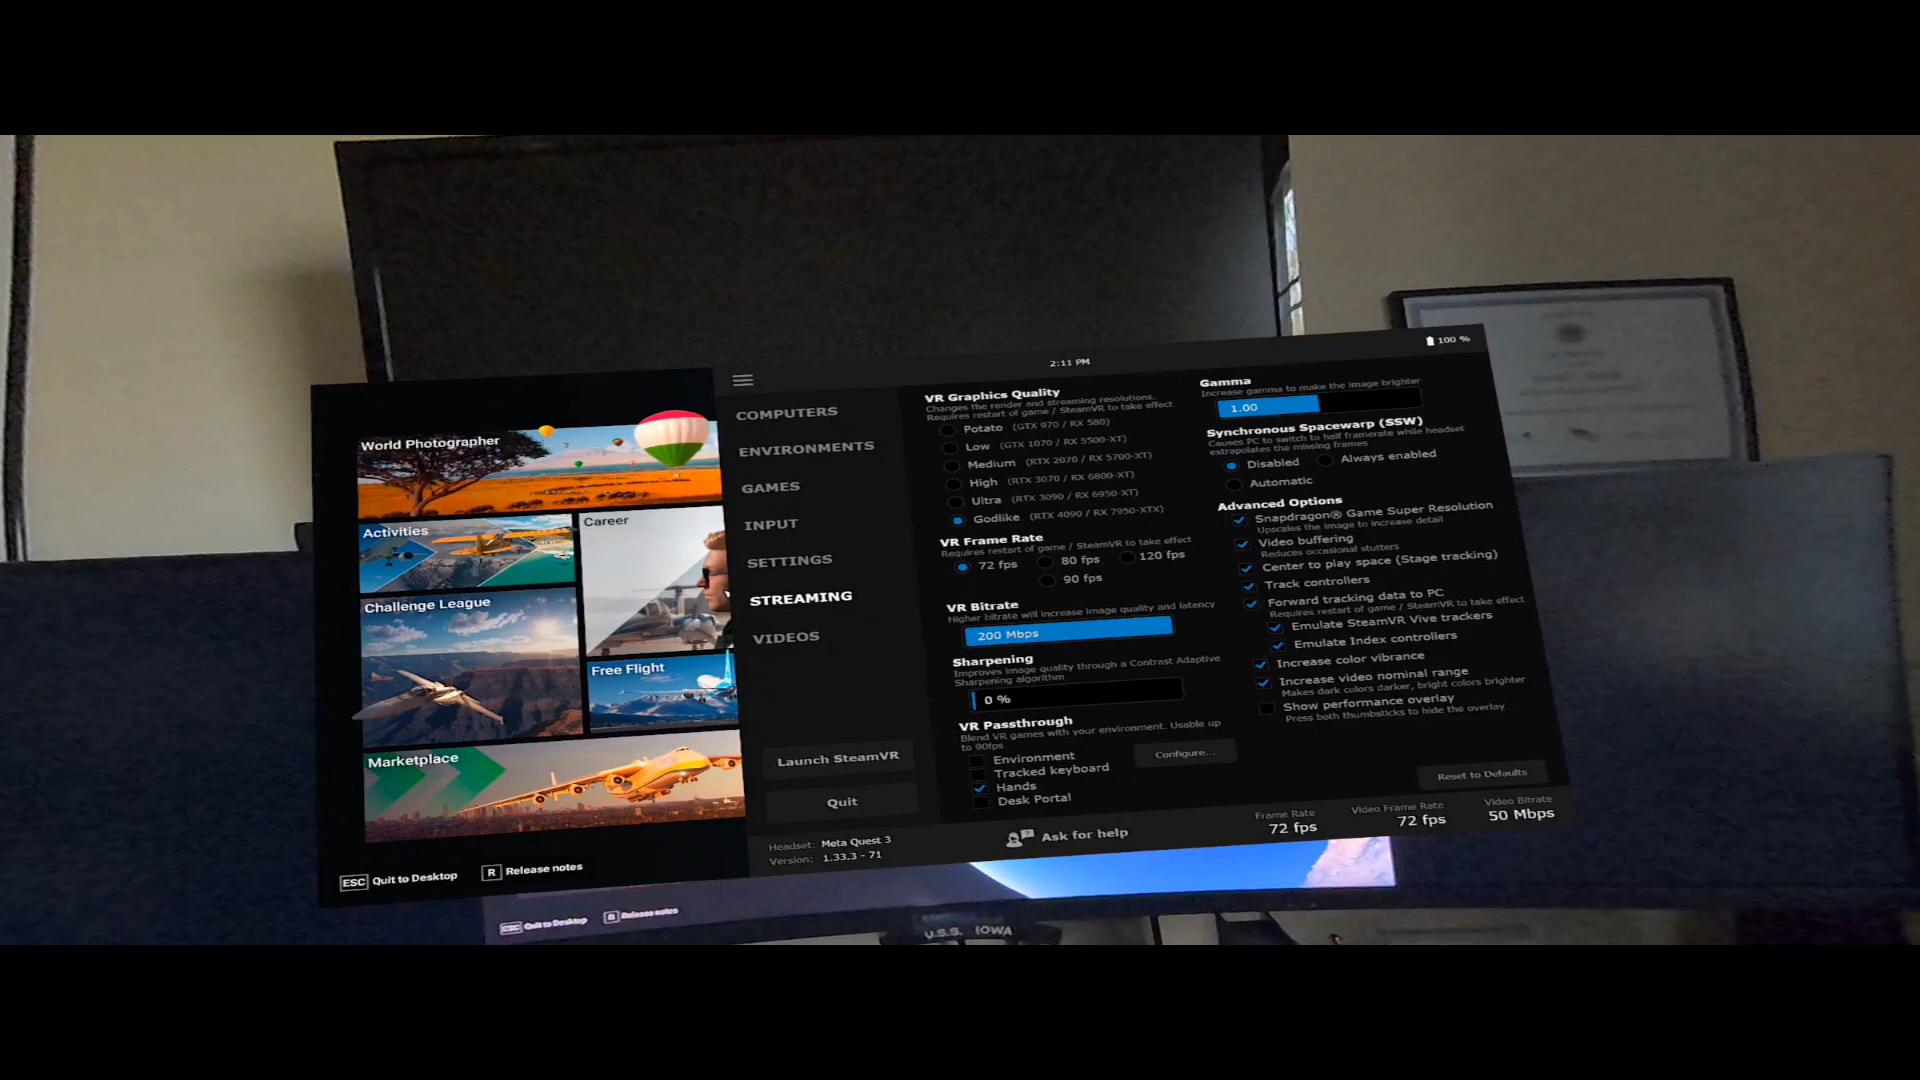 World Photographer
Activities
Career
Challenge League
Free Flight
Marketplace
ESC Quit to Desktop
R Release notes
2:11 PM
100 %
COMPUTERS
ENVIRONMENTS
GAMES
INPUT
SETTINGS
STREAMING
VIDEOS
Launch SteamVR
Quit
VR Graphics Quality
Changes the render and streaming resolutions.
Requires restart of game / SteamVR to take effect
Potato (GTX 970 / RX 580)
Low (GTX 1070 / RX 5500-XT)
Medium (RTX 2070 / RX 5700-XT)
High (RTX 3070 / RX 6800-XT)
Ultra (RTX 3090 / RX 6950-XT)
Godlike (RTX 4090 / RX 7950-XTX)
VR Frame Rate
Requires restart of game / SteamVR to take effect
72 fps 80 fps 120 fps
90 fps
VR Bitrate
Higher bitrate will increase image quality and latency
200 Mbps
Sharpening
Improves image quality through a Contrast Adaptive
Sharpening algorithm
0 %
VR Passthrough
Blend VR games with your environment. Usable up
to 90fps
Environment
Tracked keyboard
Hands
Desk Portal
Configure...
Gamma
Increase gamma to make the image brighter
1.00
Synchronous Spacewarp (SSW)
Causes PC to switch to half framerate while headset
extrapolates the missing frames
Disabled Always enabled
Automatic
Advanced Options
Snapdragon® Game Super Resolution
Upscales the image to increase detail
Video buffering
Reduces occasional stutters
Center to play space (Stage tracking)
Track controllers
Forward tracking data to PC
Requires restart of game / SteamVR to take effect
Emulate SteamVR Vive trackers
Emulate Index controllers
Increase color vibrance
Increase video nominal range
Makes dark colors darker, bright colors brighter
Show performance overlay
Press both thumbsticks to hide the overlay
Reset to Defaults
Headset: Meta Quest 3
Version: 1.33.3 - 71
Ask for help
Frame Rate
72 fps
Video Frame Rate
72 fps
Video Bitrate
50 Mbps
ESC Quit to Desktop
R Release notes
U.S.S. IOWA